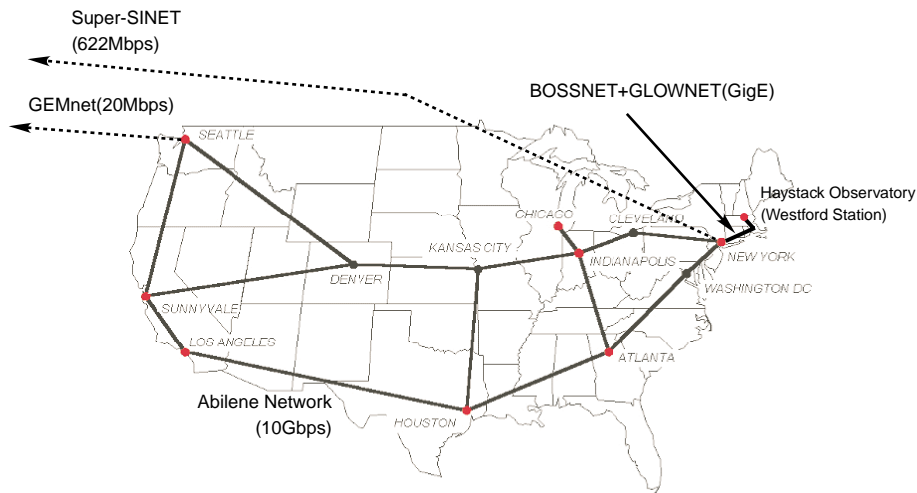 Super-SINET
(622Mbps)
BOSSNET+GLOWNET(GigE)
GEMnet(20Mbps)
SEATTLE
Haystack Observatory
(Westford Station)
CHICAGO
CLEVELAND
KANSAS CITY
NEW YORK
INDIANAPOLIS
DENVER
WASHINGTON DC
SUNNYVALE
LOS ANGELES
ATLANTA
Abilene Network
(10Gbps)
HOUSTON